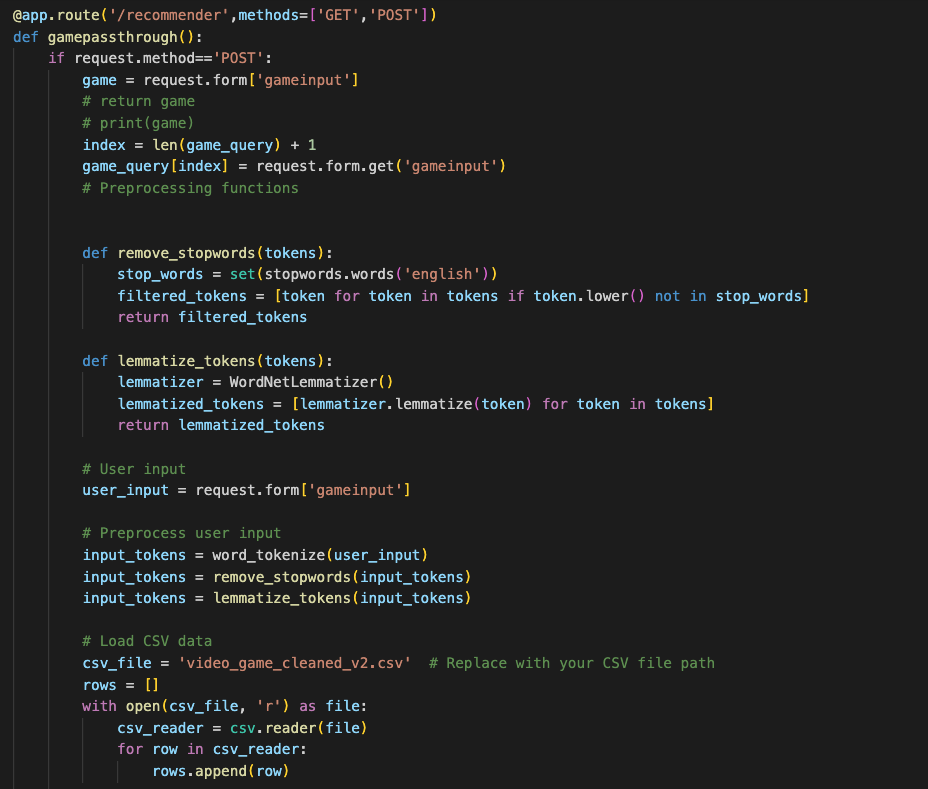 @app.route('/recommender',methods=['GET','POST'])
def gamepassthrough():
    if request.method=='POST':
        game = request.form['gameinput']
        # return game
        # print(game)
        index = len(game_query) + 1
        game_query[index] = request.form.get('gameinput')
        # Preprocessing functions


        def remove_stopwords(tokens):
            stop_words = set(stopwords.words('english'))
            filtered_tokens = [token for token in tokens if token.lower() not in stop_words]
            return filtered_tokens

        def lemmatize_tokens(tokens):
            lemmatizer = WordNetLemmatizer()
            lemmatized_tokens = [lemmatizer.lemmatize(token) for token in tokens]
            return lemmatized_tokens

        # User input
        user_input = request.form['gameinput']

        # Preprocess user input
        input_tokens = word_tokenize(user_input)
        input_tokens = remove_stopwords(input_tokens)
        input_tokens = lemmatize_tokens(input_tokens)

        # Load CSV data
        csv_file = 'video_game_cleaned_v2.csv'  # Replace with your CSV file path
        rows = []
        with open(csv_file, 'r') as file:
            csv_reader = csv.reader(file)
            for row in csv_reader:
                rows.append(row)